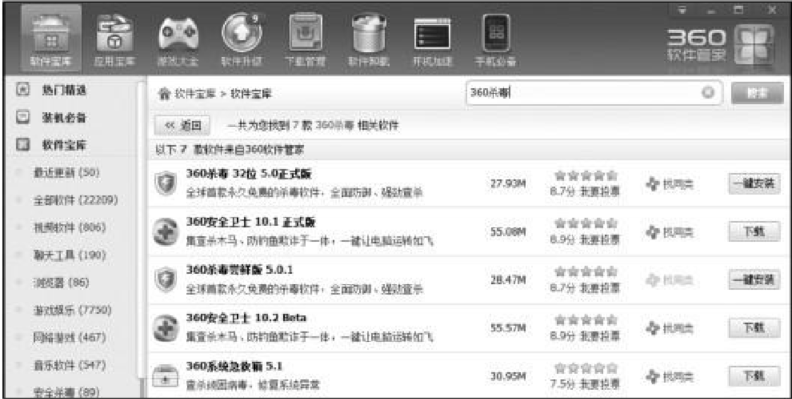 软件宝库
应用宝库
游戏大全
9
软件升级
下载管理
软件卸载
开机加速
手机必备
360
软件管家
热门精选
装机必备
软件宝库
最近更新 (50)
全部软件 (22209)
视频软件 (806)
聊天工具 (190)
浏览器 (86)
游戏娱乐 (7750)
网络游戏 (467)
音乐软件 (547)
安全杀毒 (89)
软件宝库 > 软件宝库
360杀毒
搜索
<< 返回 一共为您找到 7 款 360杀毒 相关软件
以下 7 款软件来自360软件管家
360杀毒 32位 5.0正式版
全球首款永久免费的杀毒软件,全面防御、强劲查杀
27.93M
8.7分 我要投票
找同类
一键安装
360安全卫士 10.1 正式版
集查杀木马、防钓鱼欺诈于一体,一键让电脑运转如飞
55.08M
8.9分 我要投票
找同类
下载
360杀毒尝鲜版 5.0.1
全球首款永久免费的杀毒软件,全面防御、强劲查杀
28.47M
8.7分 我要投票
找同类
一键安装
360安全卫士 10.2 Beta
集查杀木马、防钓鱼欺诈于一体,一键让电脑运转如飞
55.57M
8.9分 我要投票
找同类
下载
360系统急救箱 5.1
查杀顽固病毒,修复系统异常
30.95M
7.5分 我要投票
找同类
下载